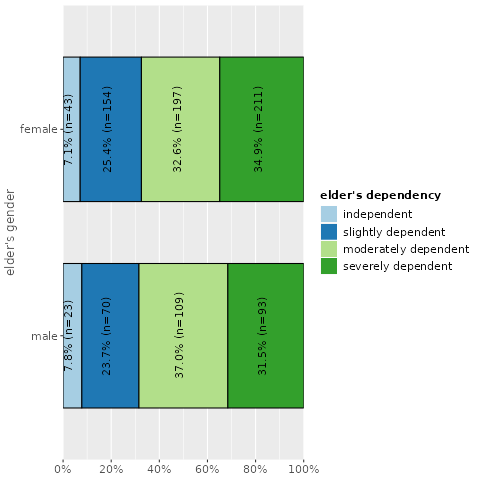 elder's gender
female
7.1% (n=43)
25.4% (n=154)
32.6% (n=197)
34.9% (n=211)
male
7.8% (n=23)
23.7% (n=70)
37.0% (n=109)
31.5% (n=93)
0% 20% 40% 60% 80% 100%
elder's dependency
independent
slightly dependent
moderately dependent
severely dependent